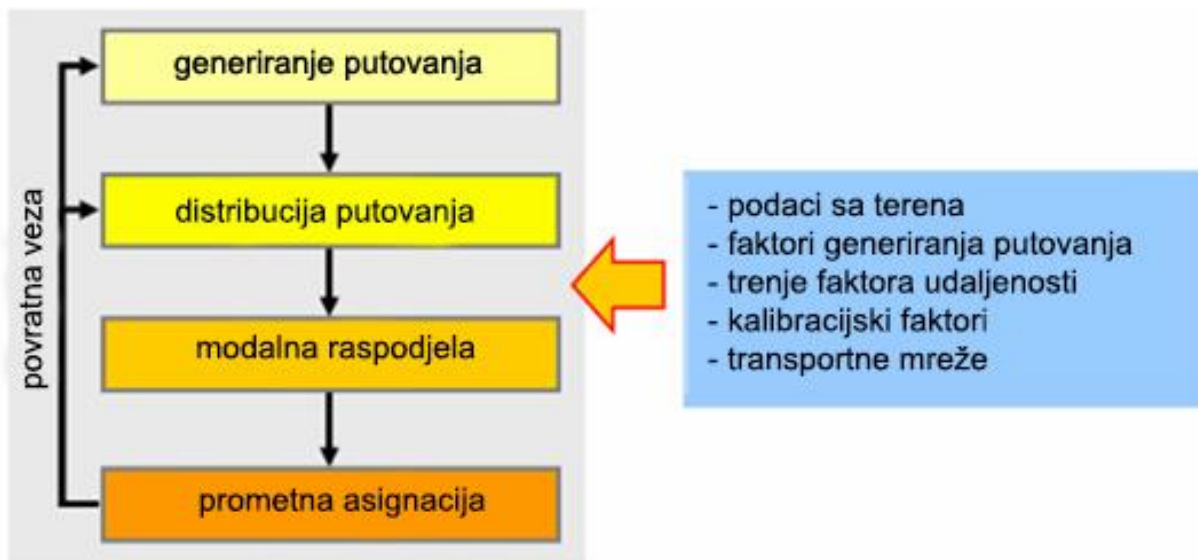 generiranje putovanja
distribucija putovanja
modalna raspodjela
prometna asignacija
povratna veza
- podaci sa terena
- faktori generiranja putovanja
- trenje faktora udaljenosti
- kalibracijski faktori
- transportne mreže